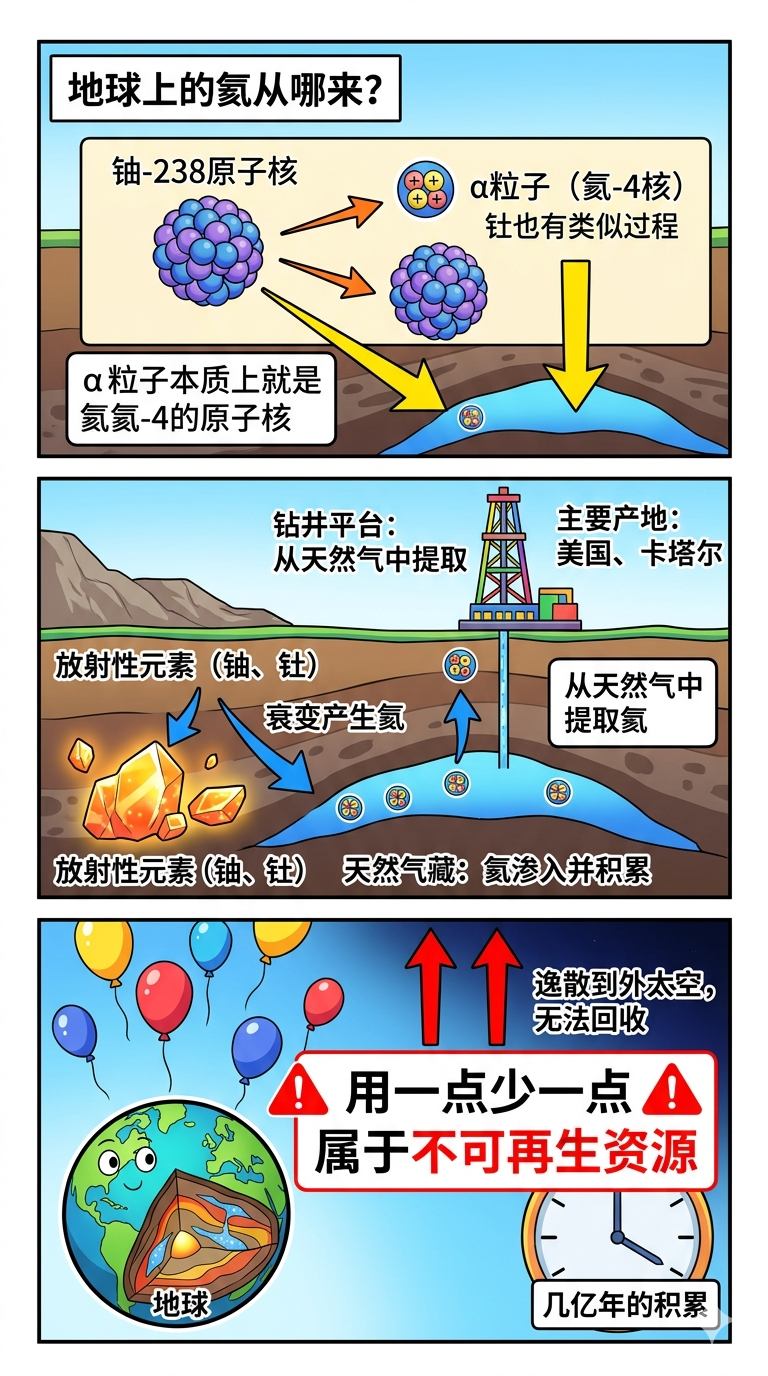 地球上的氦从哪来？
铀-238原子核
α粒子（氦-4核）
钍也有类似过程
α粒子本质上就是
氦氦-4的原子核
钻井平台：
从天然气中提取
主要产地：
美国、卡塔尔
放射性元素（铀、钍）
衰变产生氦
从天然气中
提取氦
放射性元素（铀、钍）
天然气藏：氦渗入并积累
逸散到外太空，
无法回收
用一点少一点
属于不可再生资源
地球
几亿年的积累